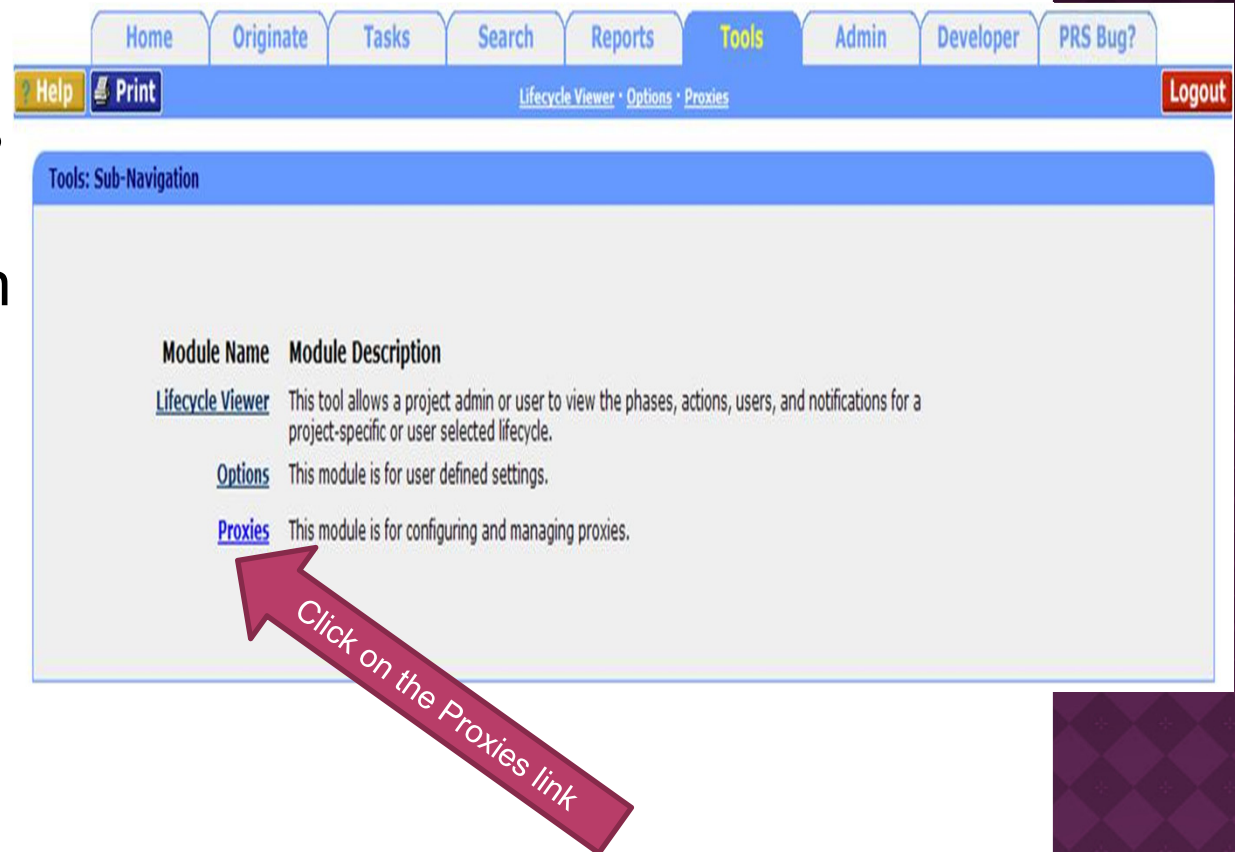 Home Originate Tasks Search Reports Tools Admin Developer PRS Bug?
? Help Print Lifecycle Viewer · Options · Proxies Logout
Tools: Sub-Navigation
Module Name Module Description
Lifecycle Viewer This tool allows a project admin or user to view the phases, actions, users, and notifications for a
project-specific or user selected lifecycle.
Options This module is for user defined settings.
Proxies This module is for configuring and managing proxies.
Click on the Proxies link